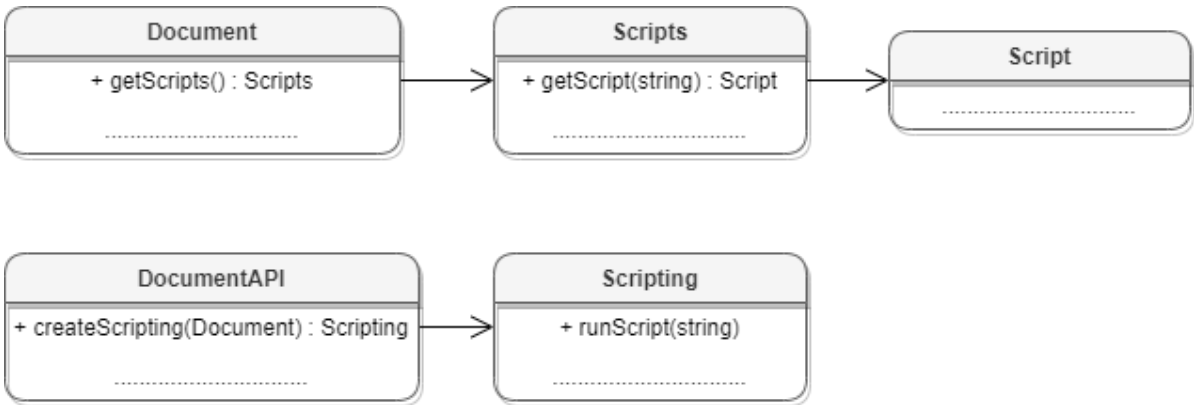 Document
+ getScripts() : Scripts
Scripts
+ getScript(string) : Script
Script
DocumentAPI
+ createScripting(Document) : Scripting
Scripting
+ runScript(string)